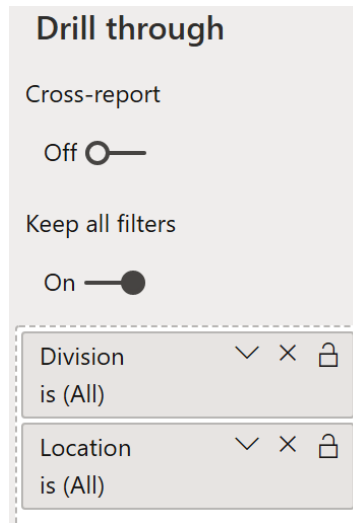 Drill through
Cross-report
Off
Keep all filters
On
Division
is (All)
Location
is (All)